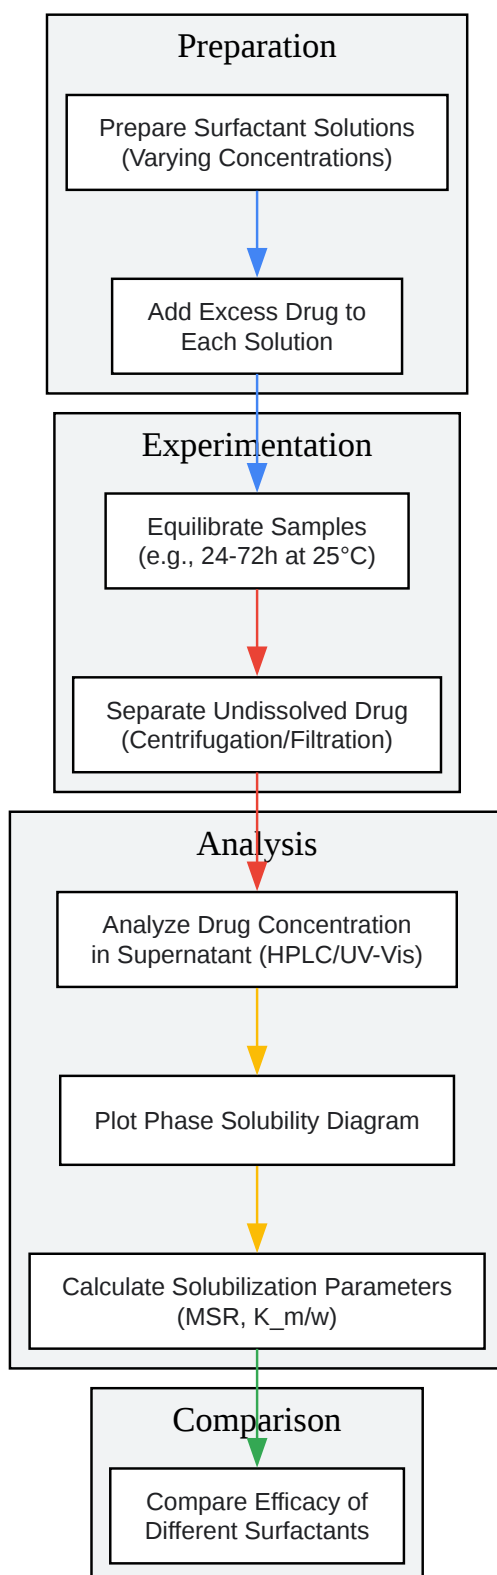 Preparation
Prepare Surfactant Solutions
(Varying Concentrations)
Add Excess Drug to
Each Solution
Experimentation
Equilibrate Samples
(e.g., 24-72h at 25°C)
Separate Undissolved Drug
(Centrifugation/Filtration)
Analysis
Analyze Drug Concentration
in Supernatant (HPLC/UV-Vis)
Plot Phase Solubility Diagram
Calculate Solubilization Parameters
(MSR, K_m/w)
Comparison
Compare Efficacy of
Different Surfactants